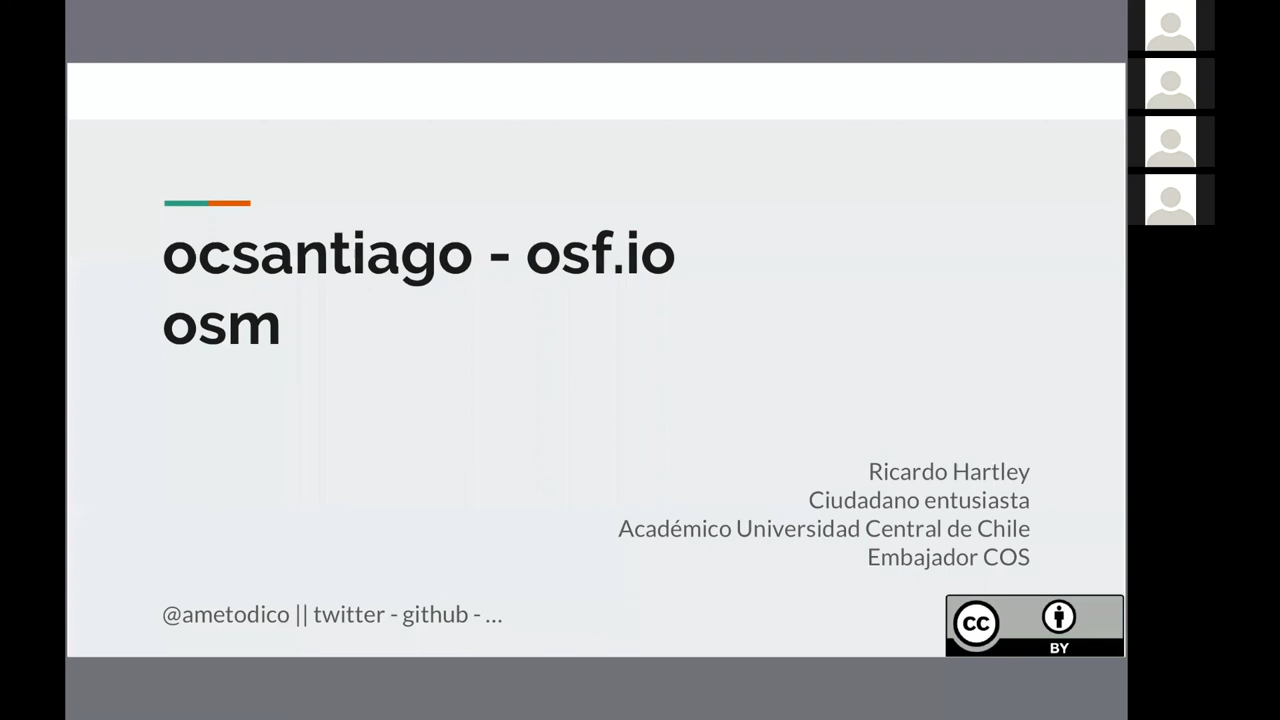 ocsantiago - osf.io
osm
Ricardo Hartley
Ciudadano entusiasta
Académico Universidad Central de Chile
Embajador COS
@ametodico || twitter - github - ...
cc
BY